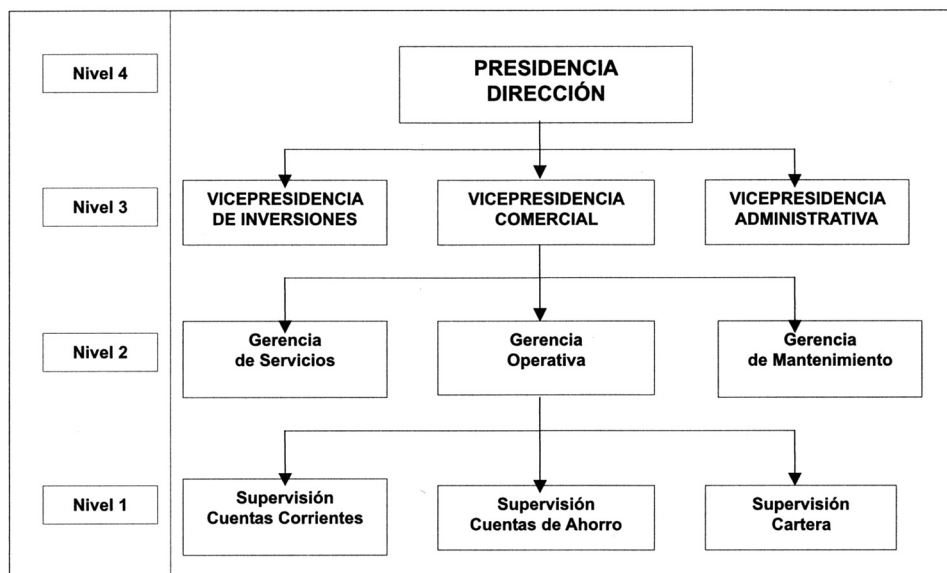 Nivel 4
PRESIDENCIA
DIRECCIÓN
Nivel 3
VICEPRESIDENCIA
DE INVERSIONES
VICEPRESIDENCIA
COMERCIAL
VICEPRESIDENCIA
ADMINISTRATIVA
Nivel 2
Gerencia
de Servicios
Gerencia
Operativa
Gerencia
de Mantenimiento
Nivel 1
Supervisión
Cuentas Corrientes
Supervisión
Cuentas de Ahorro
Supervisión
Cartera